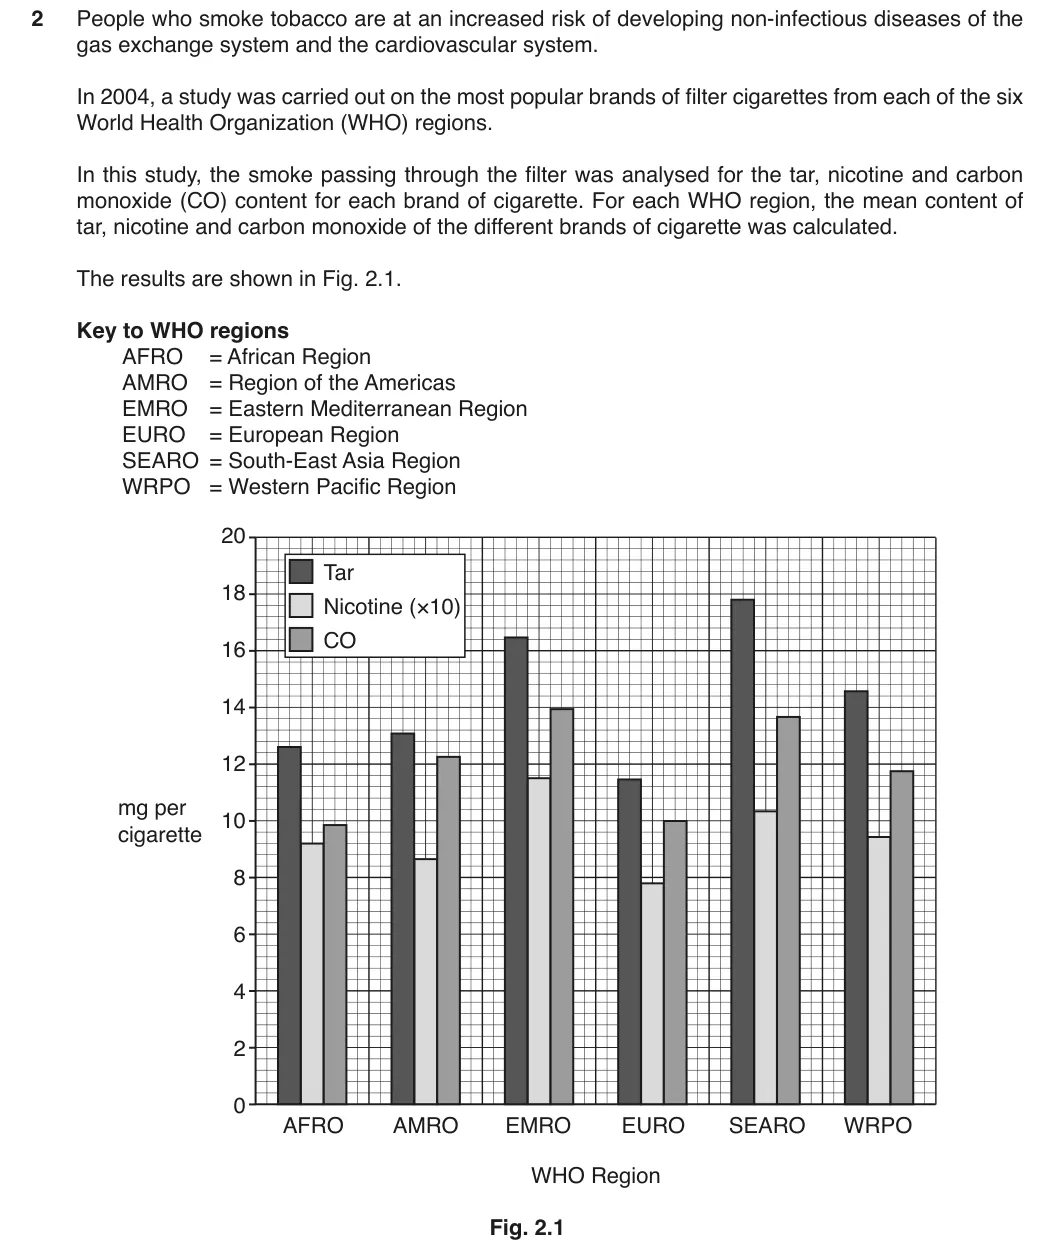 2 People who smoke tobacco are at an increased risk of developing non-infectious diseases of the
gas exchange system and the cardiovascular system.
In 2004, a study was carried out on the most popular brands of filter cigarettes from each of the six
World Health Organization (WHO) regions.
In this study, the smoke passing through the filter was analysed for the tar, nicotine and carbon
monoxide (CO) content for each brand of cigarette. For each WHO region, the mean content of
tar, nicotine and carbon monoxide of the different brands of cigarette was calculated.
The results are shown in Fig. 2.1.
Key to WHO regions
AFRO = African Region
AMRO = Region of the Americas
EMRO = Eastern Mediterranean Region
EURO = European Region
SEARO = South-East Asia Region
WRPO = Western Pacific Region
20
18
16
14
12
10
8
6
4
2
0
mg per
cigarette
Tar
Nicotine (×10)
CO
AFRO AMRO EMRO EURO SEARO WRPO
WHO Region
Fig. 2.1